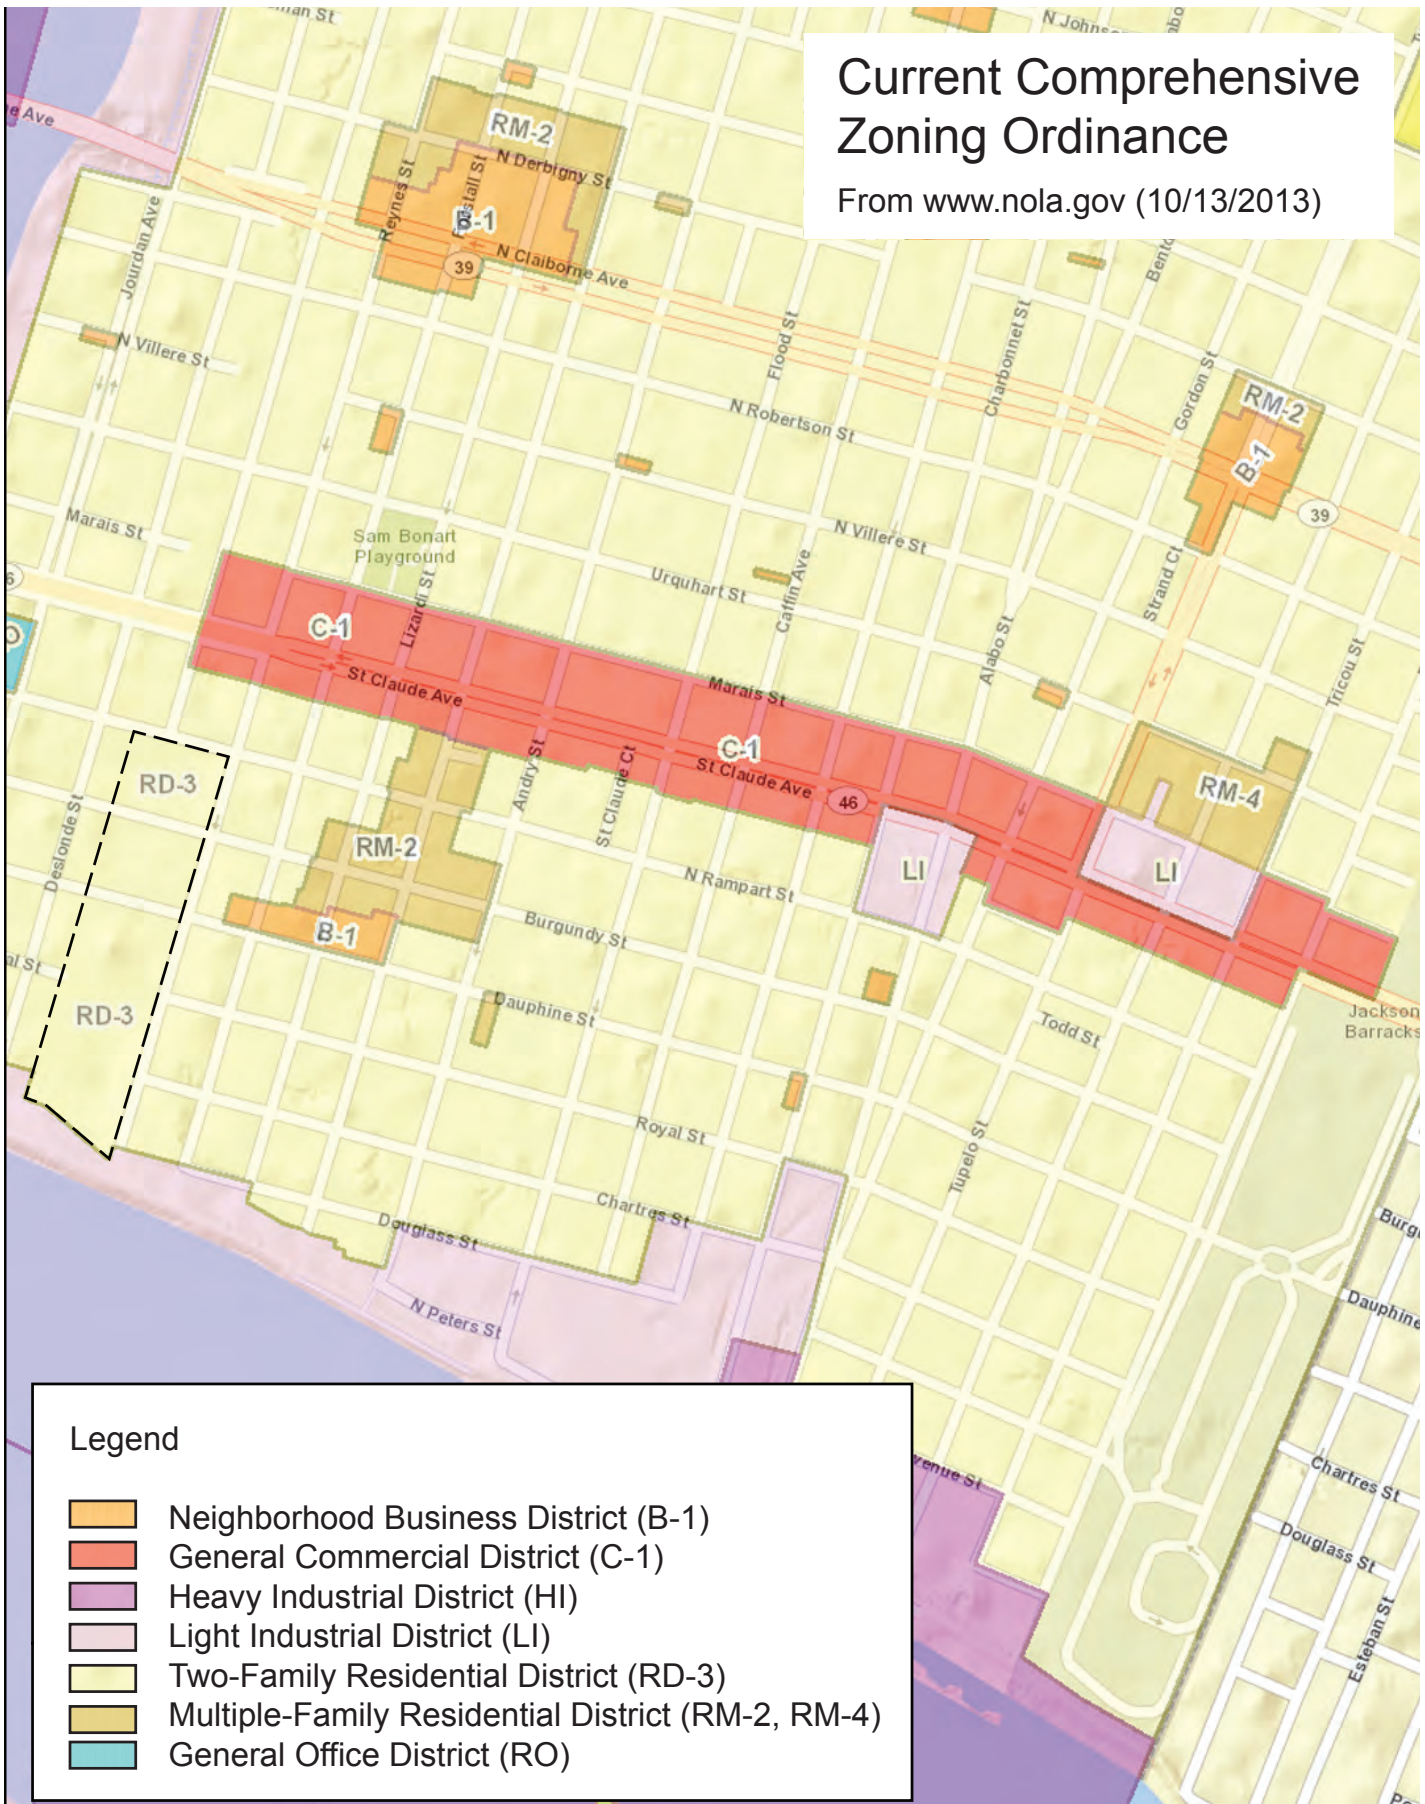 N Johns
Current Comprehensive
Zoning Ordinance
From www.nola.gov (10/13/2013)
RM-2
N Derbigny St
Reynes St
B-1
N Claiborne Ave
39
Jourdan Ave
N Villere St
Flood St
Charbonnet St
Gordon St
RM-2
B-1
39
N Robertson St
Marais St
Sam Bonart
Playground
N Villere St
Urquhart St
Caffin Ave
Strand Ct
Lizardi St
C-1
St Claude Ave
Marais St
Alabo St
Tricou St
C-1
St Claude Ave
46
RD-3
Deslonde St
Andry St
St Claude Ct
RM-2
RM-4
LI
LI
N Rampart St
B-1
Burgundy St
RD-3
Dauphine St
Todd St
Jackson
Barracks
Royal St
Tupelo St
Chartres St
Douglass St
N Peters St
Burg
Dauphine
Chartres St
Douglass St
Esteban St
Legend
Neighborhood Business District (B-1)
General Commercial District (C-1)
Heavy Industrial District (HI)
Light Industrial District (LI)
Two-Family Residential District (RD-3)
Multiple-Family Residential District (RM-2, RM-4)
General Office District (RO)